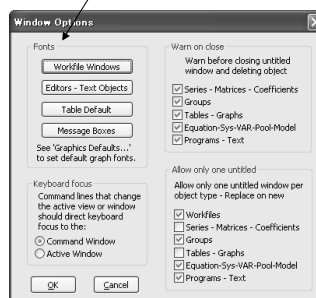 Window Options
Fonts
Workfile Windows
Editors - Text Objects
Table Default
Message Boxes
See 'Graphics Defaults...'
to set default graph fonts.
Keyboard focus
Command lines that change
the active view or window
should direct keyboard
focus to the:
Command Window
Active Window
OK
Cancel
Warn on close
Warn before closing untitled
window and deleting object
Series - Matrices - Coefficients
Groups
Tables - Graphs
Equation-Sys-VAR-Pool-Model
Programs - Text
Allow only one untitled
Allow only one untitled window per
object type - Replace on new
Workfiles
Series - Matrices - Coefficients
Groups
Tables - Graphs
Equation-Sys-VAR-Pool-Model
Programs - Text